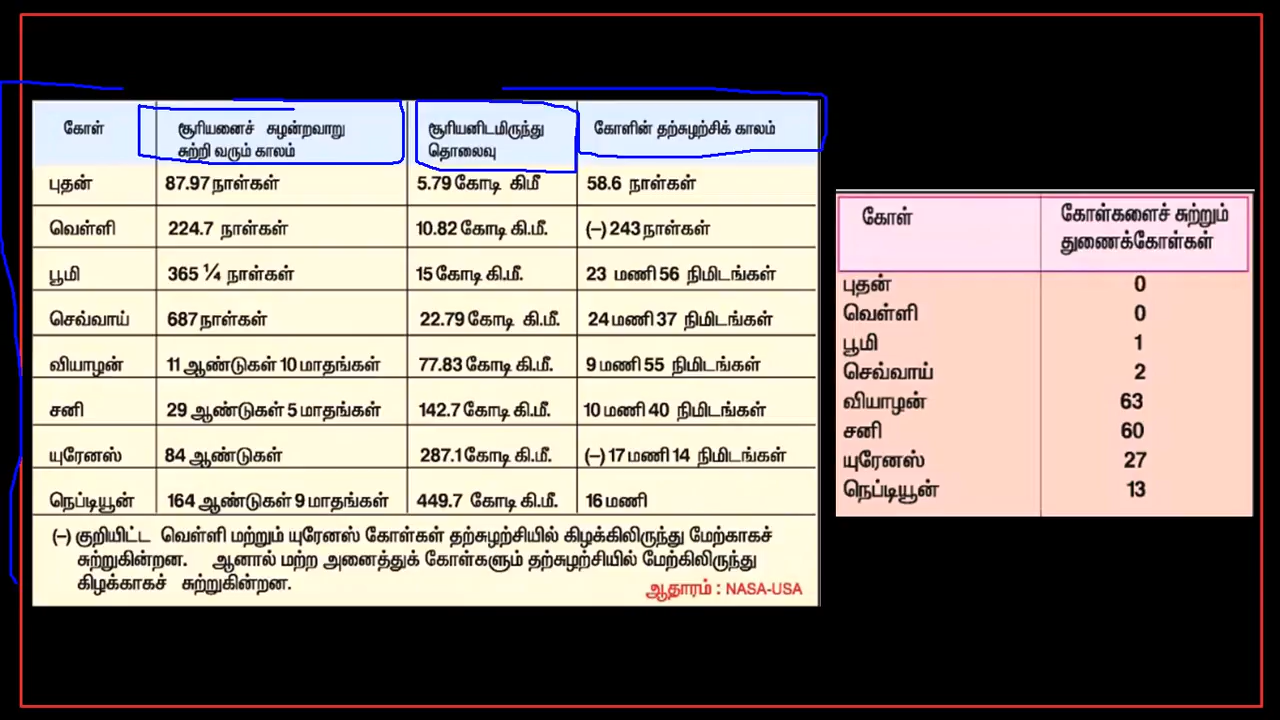 கோள் சூரியனைச் சுழன்றவாறு சுற்றி வரும் காலம் சூரியனிடமிருந்து தொலைவு கோளின் தற்சுழற்சிக் காலம்
புதன் 87.97 நாள்கள் 5.79 கோடி கிமீ 58.6 நாள்கள்
வெள்ளி 224.7 நாள்கள் 10.82 கோடி கி.மீ. (–) 243 நாள்கள்
பூமி 365 ¼ நாள்கள் 15 கோடி கி.மீ. 23 மணி 56 நிமிடங்கள்
செவ்வாய் 687 நாள்கள் 22.79 கோடி கி.மீ. 24 மணி 37 நிமிடங்கள்
வியாழன் 11 ஆண்டுகள் 10 மாதங்கள் 77.83 கோடி கி.மீ. 9 மணி 55 நிமிடங்கள்
சனி 29 ஆண்டுகள் 5 மாதங்கள் 142.7 கோடி கி.மீ. 10 மணி 40 நிமிடங்கள்
யுரேனஸ் 84 ஆண்டுகள் 287.1 கோடி கி.மீ. (–) 17 மணி 14 நிமிடங்கள்
நெப்டியூன் 164 ஆண்டுகள் 9 மாதங்கள் 449.7 கோடி கி.மீ. 16 மணி
(–) குறியிட்ட வெள்ளி மற்றும் யுரேனஸ் கோள்கள் தற்சுழற்சியில் கிழக்கிலிருந்து மேற்காகச்
சுற்றுகின்றன. ஆனால் மற்ற அனைத்துக் கோள்களும் தற்சுழற்சியில் மேற்கிலிருந்து
கிழக்காகச் சுற்றுகின்றன.
ஆதாரம் : NASA-USA
கோள் கோள்களைச் சுற்றும் துணைக்கோள்கள்
புதன் 0
வெள்ளி 0
பூமி 1
செவ்வாய் 2
வியாழன் 63
சனி 60
யுரேனஸ் 27
நெப்டியூன் 13